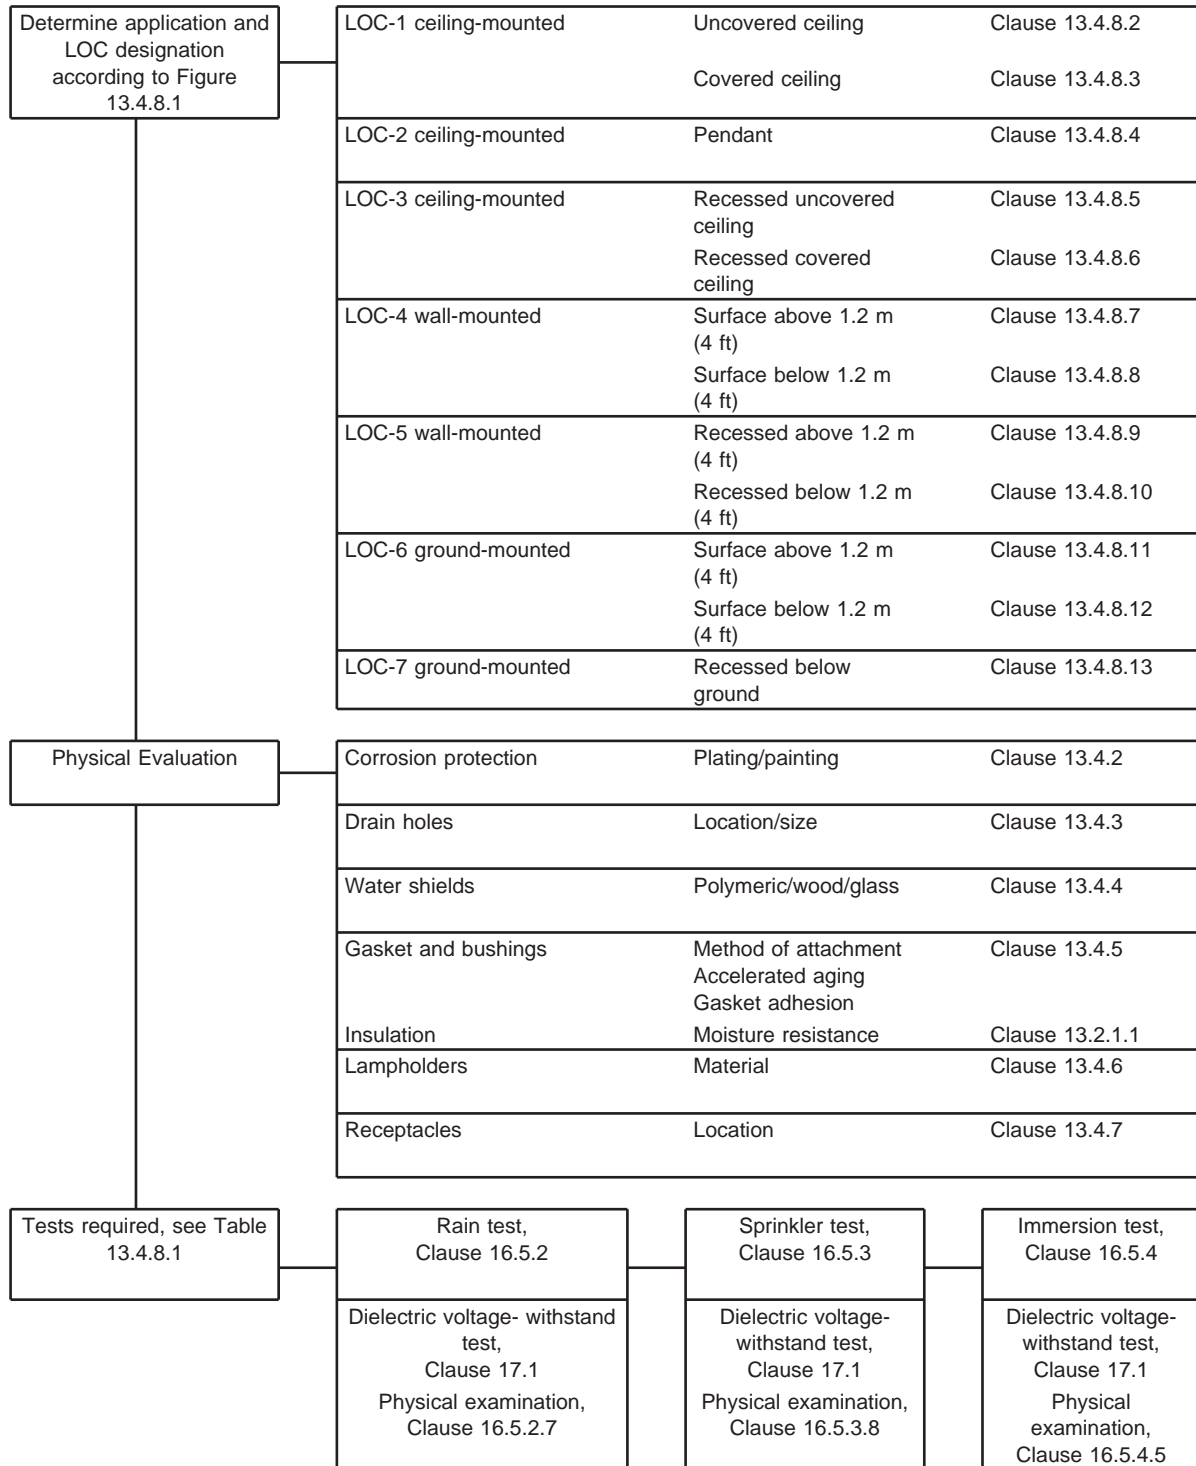 Determine application and
LOC designation
according to Figure
13.4.8.1
LOC-1 ceiling-mounted Uncovered ceiling Clause 13.4.8.2
Covered ceiling Clause 13.4.8.3
LOC-2 ceiling-mounted Pendant Clause 13.4.8.4
LOC-3 ceiling-mounted Recessed uncovered Clause 13.4.8.5
ceiling
Recessed covered Clause 13.4.8.6
ceiling
LOC-4 wall-mounted Surface above 1.2 m Clause 13.4.8.7
(4 ft)
Surface below 1.2 m Clause 13.4.8.8
(4 ft)
LOC-5 wall-mounted Recessed above 1.2 m Clause 13.4.8.9
(4 ft)
Recessed below 1.2 m Clause 13.4.8.10
(4 ft)
LOC-6 ground-mounted Surface above 1.2 m Clause 13.4.8.11
(4 ft)
Surface below 1.2 m Clause 13.4.8.12
(4 ft)
LOC-7 ground-mounted Recessed below Clause 13.4.8.13
ground
Physical Evaluation
Corrosion protection Plating/painting Clause 13.4.2
Drain holes Location/size Clause 13.4.3
Water shields Polymeric/wood/glass Clause 13.4.4
Gasket and bushings Method of attachment Clause 13.4.5
Accelerated aging
Gasket adhesion
Insulation Moisture resistance Clause 13.2.1.1
Lampholders Material Clause 13.4.6
Receptacles Location Clause 13.4.7
Tests required, see Table
13.4.8.1
Rain test,
Clause 16.5.2
Dielectric voltage- withstand
test,
Clause 17.1
Physical examination,
Clause 16.5.2.7
Sprinkler test,
Clause 16.5.3
Dielectric voltage-
withstand test,
Clause 17.1
Physical examination,
Clause 16.5.3.8
Immersion test,
Clause 16.5.4
Dielectric voltage-
withstand test,
Clause 17.1
Physical
examination,
Clause 16.5.4.5